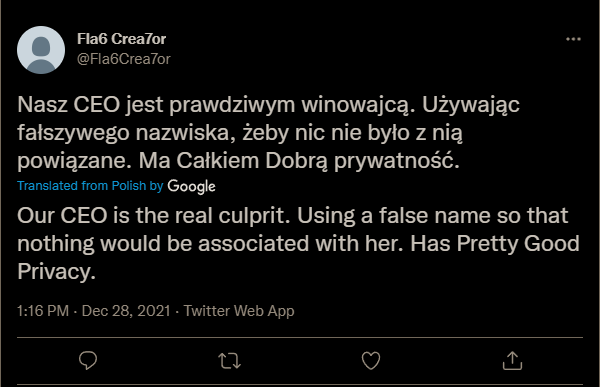 Fla6 Crea7or
@Fla6Crea7or
Nasz CEO jest prawdziwym winowajcą. Używając
fałszywego nazwiska, żeby nic nie było z nią
powiązane. Ma Całkiem Dobrą prywatność.
Translated from Polish by Google
Our CEO is the real culprit. Using a false name so that
nothing would be associated with her. Has Pretty Good
Privacy.
1:16 PM · Dec 28, 2021 · Twitter Web App